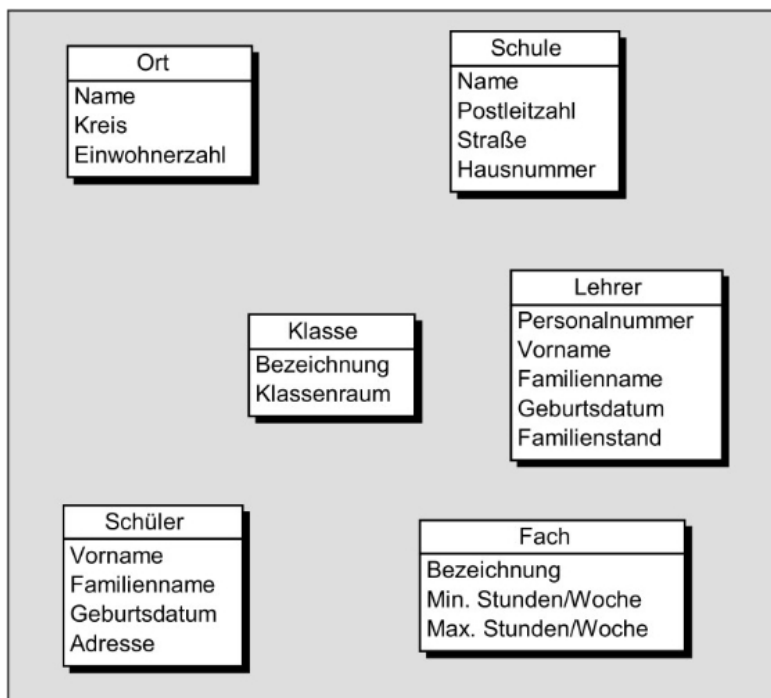 Ort
Name
Kreis
Einwohnerzahl
Schule
Name
Postleitzahl
Straße
Hausnummer
Klasse
Bezeichnung
Klassenraum
Lehrer
Personalnummer
Vorname
Familienname
Geburtsdatum
Familienstand
Schüler
Vorname
Familienname
Geburtsdatum
Adresse
Fach
Bezeichnung
Min. Stunden/Woche
Max. Stunden/Woche